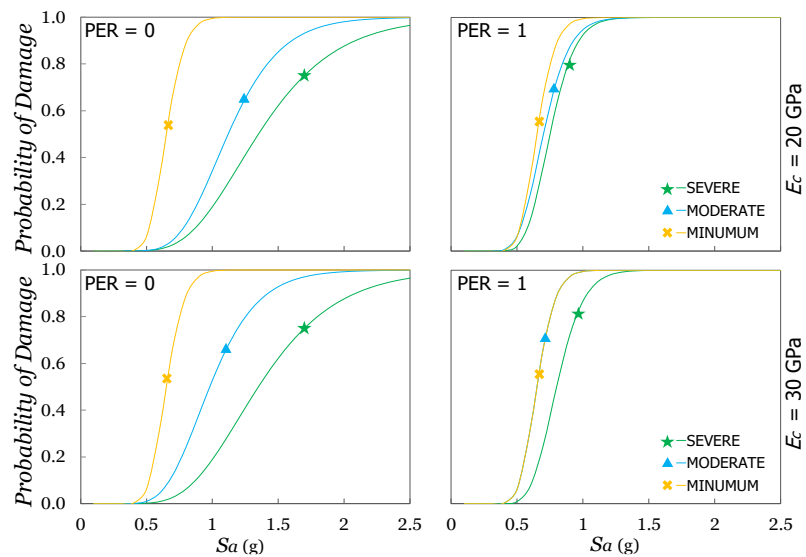 PER = 0
1.0
0.8
0.6
0.4
0.2
0.0
Probability of Damage
PER = 1
SEVERE
MODERATE
MINUMUM
Ec = 20 GPa
PER = 0
1.0
0.8
0.6
0.4
0.2
0.0
Probability of Damage
0 0.5 1 1.5 2 2.5
Sa (g)
PER = 1
SEVERE
MODERATE
MINUMUM
0 0.5 1 1.5 2 2.5
Sa (g)
Ec = 30 GPa